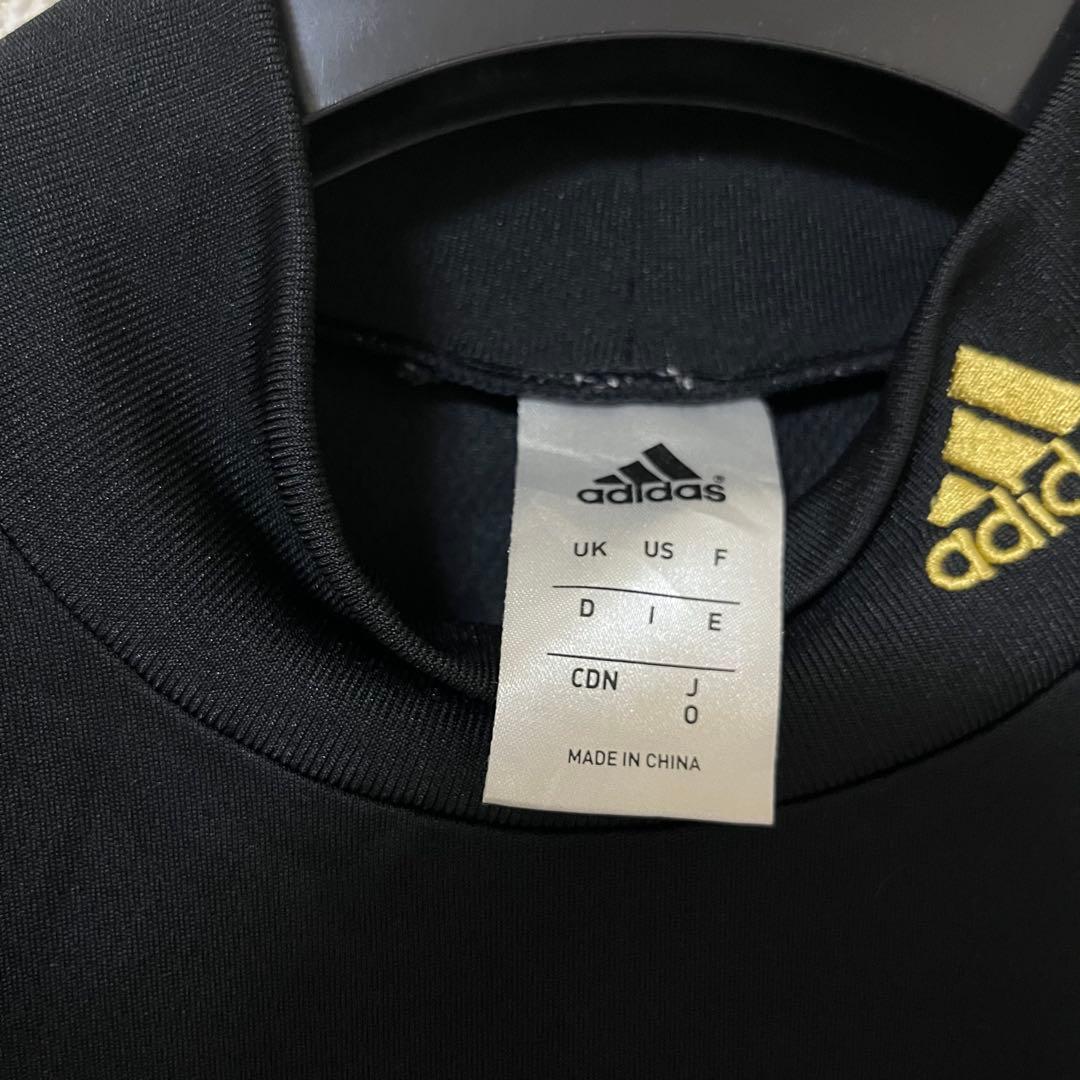 adidas
UK US F
D I E
CDN J
O
MADE IN CHINA
adid